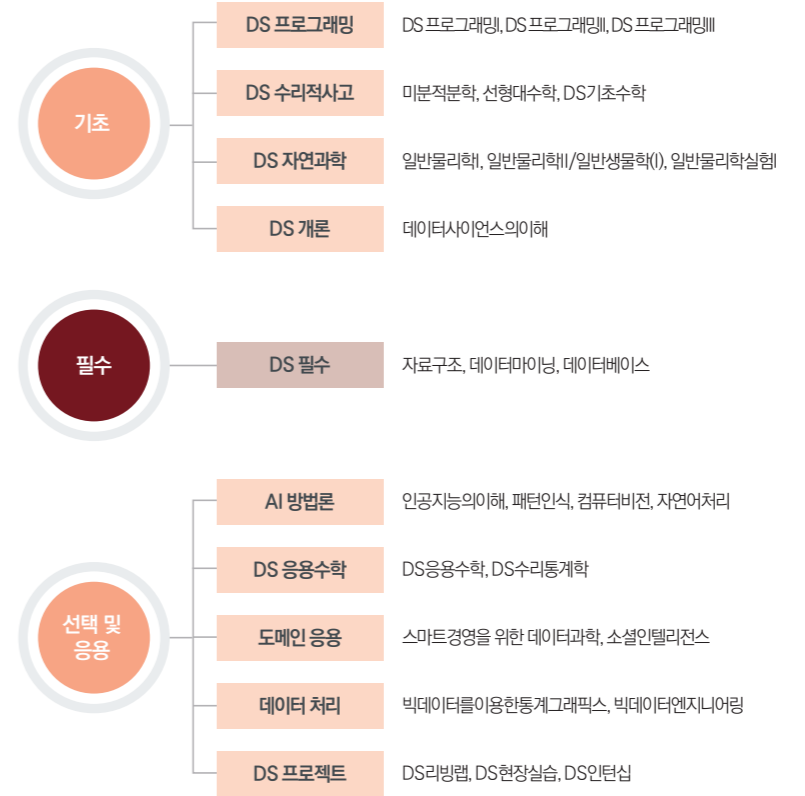 기초
DS 프로그래밍
DS 프로그래밍I, DS 프로그래밍II, DS 프로그래밍III
DS 수리적사고
미분적분학, 선형대수학, DS기초수학
DS 자연과학
일반물리학I, 일반물리학II/일반생물학(I), 일반물리학실험I
DS 개론
데이터사이언스의이해
필수
DS 필수
자료구조, 데이터마이닝, 데이터베이스
선택 및
응용
AI 방법론
인공지능의이해, 패턴인식, 컴퓨터비전, 자연어처리
DS 응용수학
DS응용수학, DS수리통계학
도메인 응용
스마트경영을 위한 데이터과학, 소셜인텔리전스
데이터 처리
빅데이터를이용한통계그래픽스, 빅데이터엔지니어링
DS 프로젝트
DS리빙랩, DS현장실습, DS인턴십